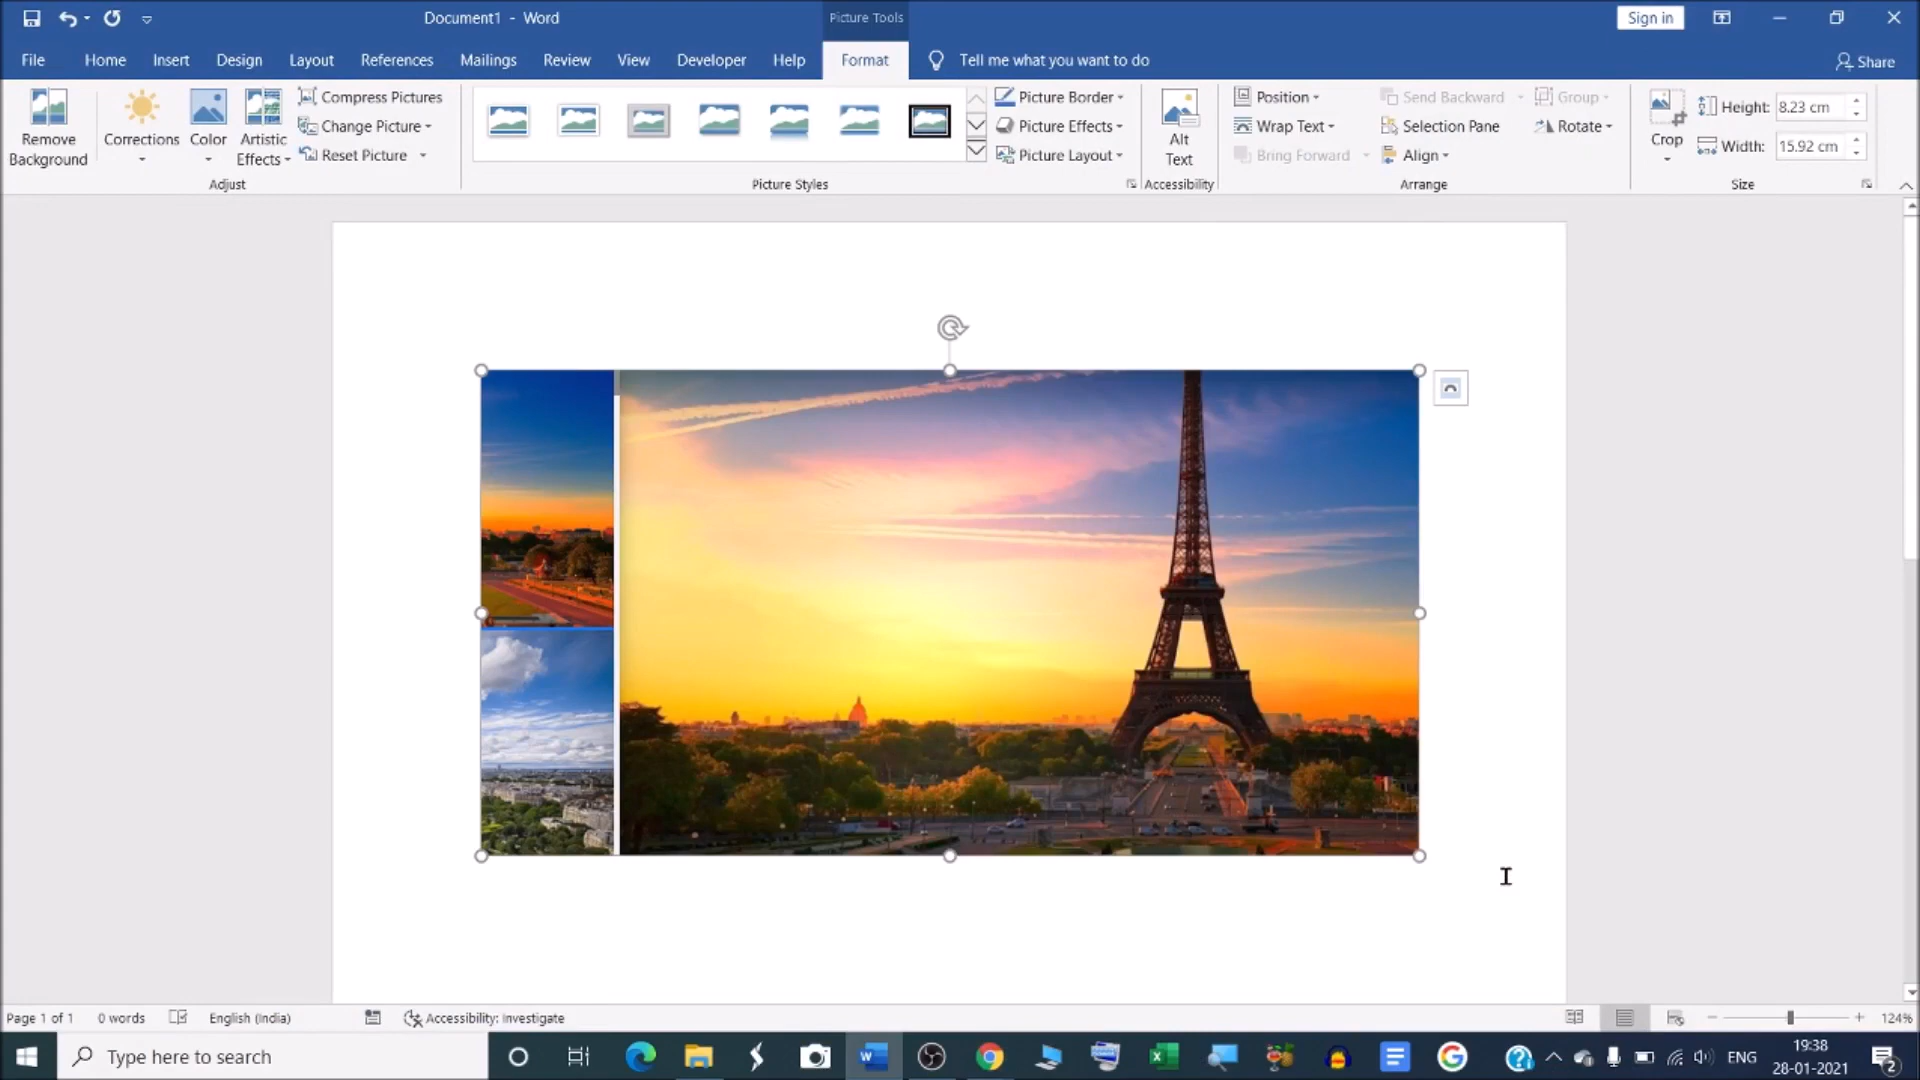 Document1 - Word
Picture Tools
Sign in
File
Home
Insert
Design
Layout
References
Mailings
Review
View
Developer
Help
Format
Tell me what you want to do
Share
Remove Background
Corrections
Color
Artistic Effects
Compress Pictures
Change Picture
Reset Picture
Adjust
Picture Styles
Picture Border
Picture Effects
Picture Layout
Alt Text
Accessibility
Position
Wrap Text
Bring Forward
Send Backward
Selection Pane
Align
Group
Rotate
Arrange
Crop
Height: 8.23 cm
Width: 15.92 cm
Size
Page 1 of 1
0 words
English (India)
Accessibility: Investigate
124%
Type here to search
ENG
19:38
28-01-2021
2